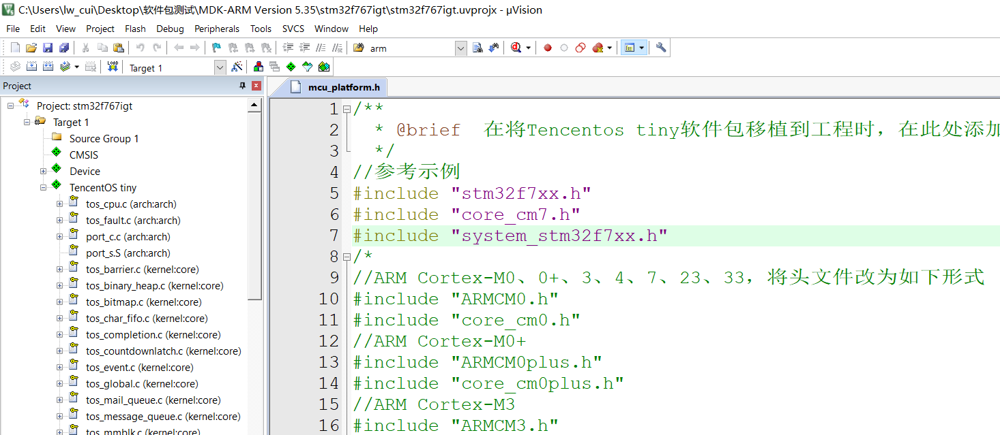 C:\Users\lw_cui\Desktop\软件包测试\MDK-ARM Version 5.35\stm32f767igt\stm32f767igt.uvprojx - µVision
File Edit View Project Flash Debug Peripherals Tools SVCS Window Help
arm
LOAD
Target 1
Project
Project: stm32f767igt
Target 1
Source Group 1
CMSIS
Device
TencentOS tiny
tos_cpu.c (arch:arch)
tos_fault.c (arch:arch)
port_c.c (arch:arch)
port_s.S (arch:arch)
tos_barrier.c (kernel:core)
tos_binary_heap.c (kernel:core)
tos_bitmap.c (kernel:core)
tos_char_fifo.c (kernel:core)
tos_completion.c (kernel:core)
tos_countdownlatch.c (kernel:core)
tos_event.c (kernel:core)
tos_global.c (kernel:core)
tos_mail_queue.c (kernel:core)
tos_message_queue.c (kernel:core)
tos_mmblk.c (kernel:core)
mcu_platform.h
1 /**
2 * @brief 在将Tencentos tiny软件包移植到工程时，在此处添加
3 */
4 //参考示例
5 #include "stm32f7xx.h"
6 #include "core_cm7.h"
7 #include "system_stm32f7xx.h"
8 /*
9 //ARM Cortex-M0、0+、3、4、7、23、33，将头文件改为如下形式
10 #include "ARMCM0.h"
11 #include "core_cm0.h"
12 //ARM Cortex-M0+
13 #include "ARMCM0plus.h"
14 #include "core_cm0plus.h"
15 //ARM Cortex-M3
16 #include "ARMCM3.h"